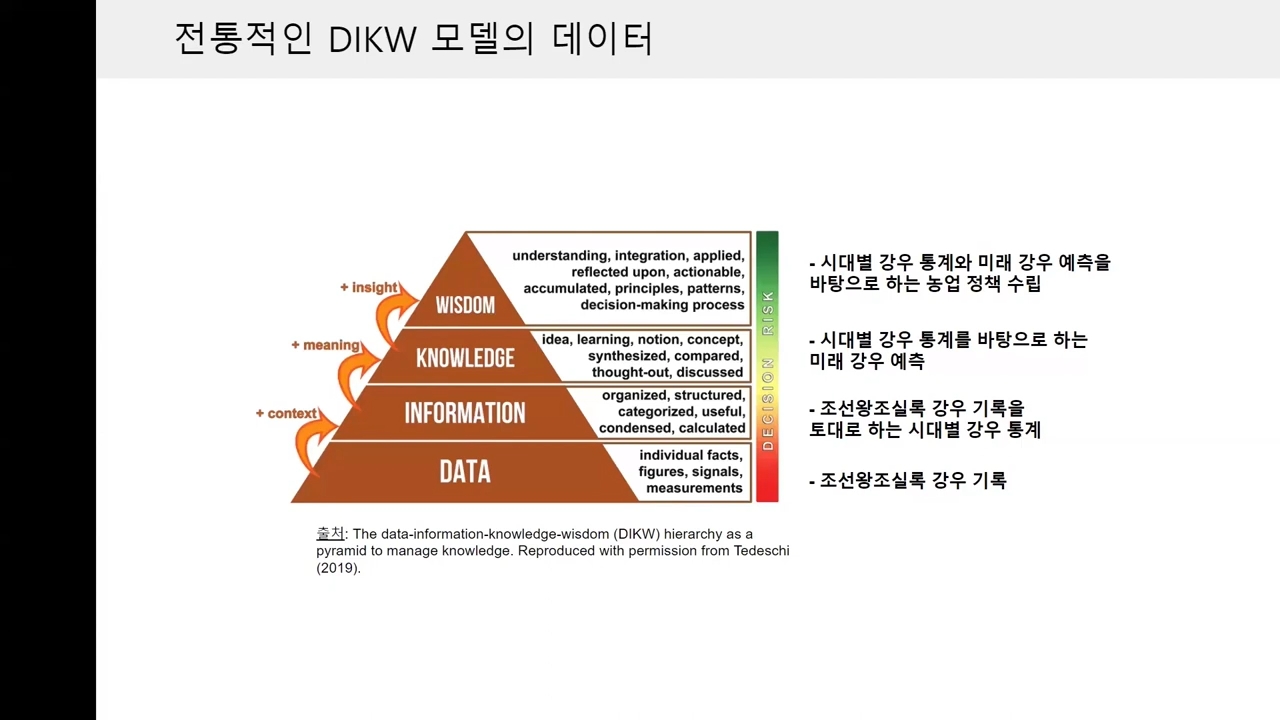 전통적인 DIKW 모델의 데이터
+ insight
WISDOM
understanding, integration, applied,
reflected upon, actionable,
accumulated, principles, patterns,
decision-making process
- 시대별 강우 통계와 미래 강우 예측을
바탕으로 하는 농업 정책 수립
+ meaning
KNOWLEDGE
idea, learning, notion, concept,
synthesized, compared,
thought-out, discussed
- 시대별 강우 통계를 바탕으로 하는
미래 강우 예측
+ context
INFORMATION
organized, structured,
categorized, useful,
condensed, calculated
- 조선왕조실록 강우 기록을
토대로 하는 시대별 강우 통계
DATA
individual facts,
figures, signals,
measurements
- 조선왕조실록 강우 기록
DECISION RISK
출처: The data-information-knowledge-wisdom (DIKW) hierarchy as a
pyramid to manage knowledge. Reproduced with permission from Tedeschi
(2019).